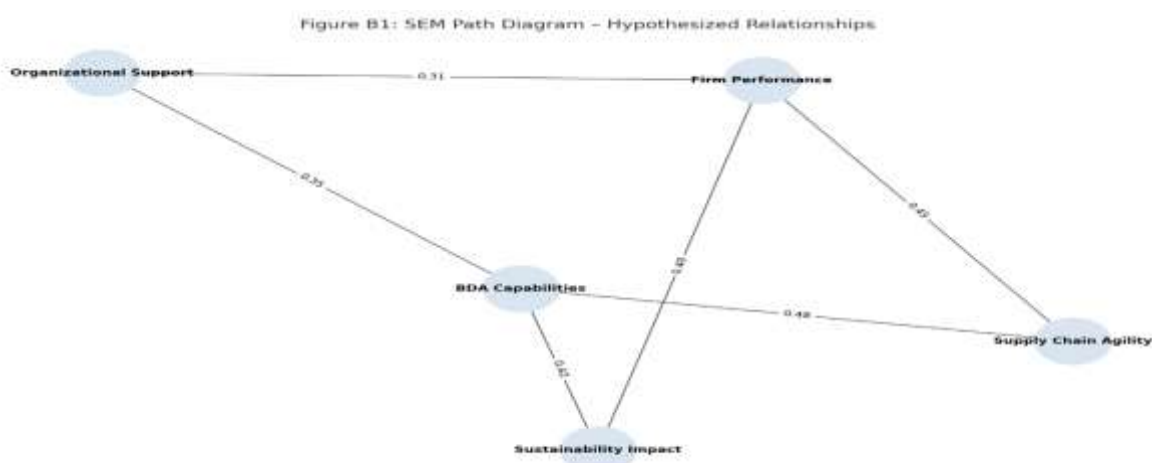 Figure B1: SEM Path Diagram – Hypothesized Relationships
Organizational Support
0.31
Firm Performance
0.35
BDA Capabilities
0.48
Supply Chain Agility
Sustainability Impact